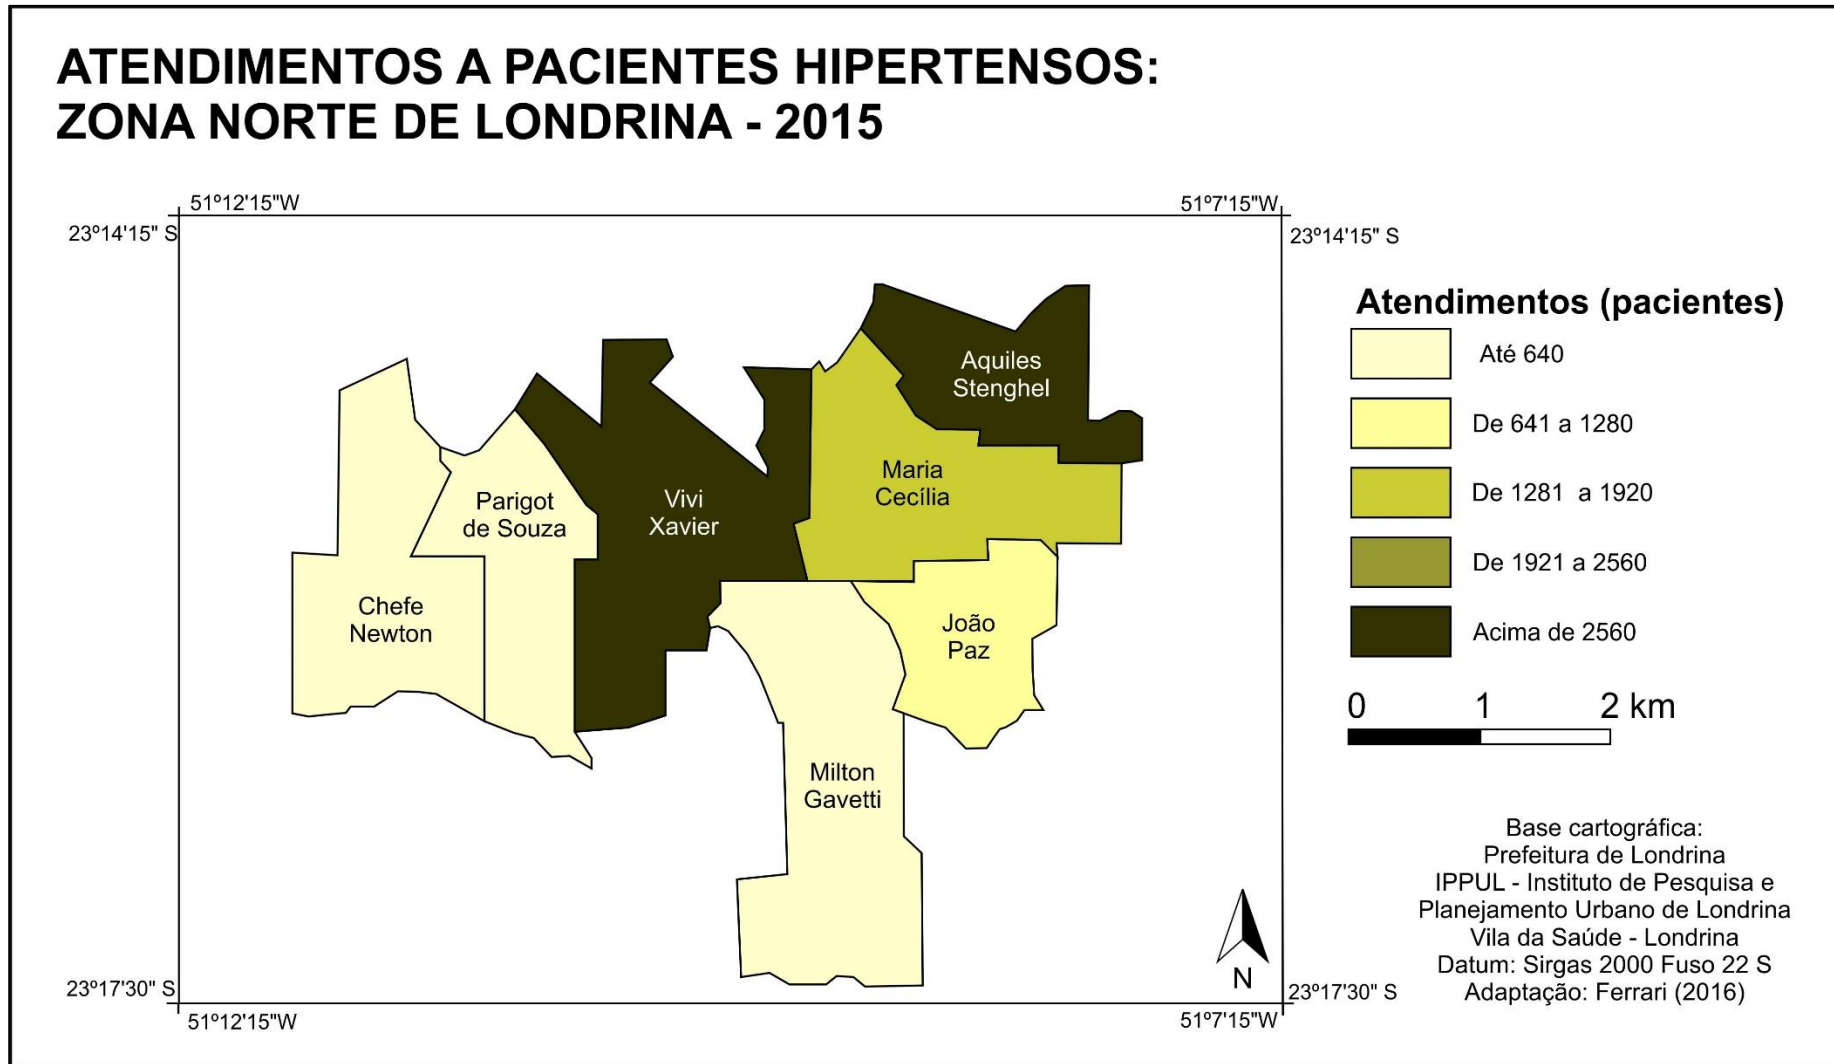 ATENDIMENTOS A PACIENTES HIPERTENSOS:
ZONA NORTE DE LONDRINA - 2015
51º12'15"W
51º7'15"W
23º14'15" S
23º14'15" S
Aquiles
Stenghel
Maria
Cecília
Vivi
Xavier
Parigot
de Souza
Chefe
Newton
João
Paz
Milton
Gavetti
23º17'30" S
23º17'30" S
51º12'15"W
51º7'15"W
N
Atendimentos (pacientes)
Até 640
De 641 a 1280
De 1281  a 1920
De 1921 a 2560
Acima de 2560
0 1 2 km
Base cartográfica:
Prefeitura de Londrina
IPPUL - Instituto de Pesquisa e
Planejamento Urbano de Londrina
Vila da Saúde - Londrina
Datum: Sirgas 2000 Fuso 22 S
Adaptação: Ferrari (2016)